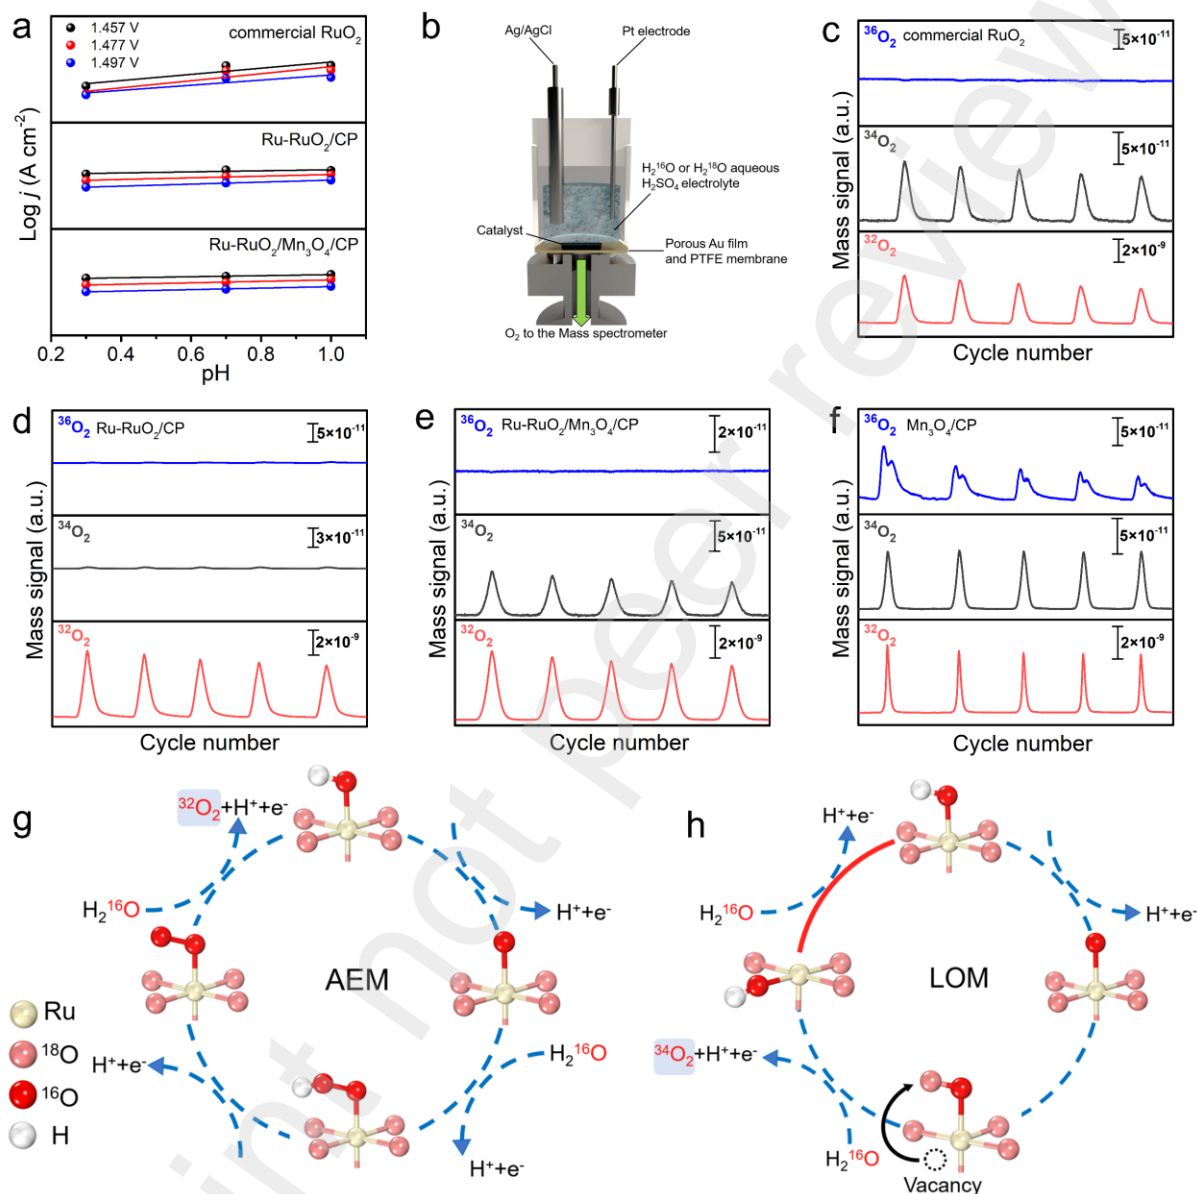 a
1.457 V
1.477 V
1.497 V
commercial RuO₂
Ru-RuO₂/CP
Ru-RuO₂/Mn₃O₄/CP
Log j (A cm⁻²)
0.2 0.4 0.6 0.8 1.0
pH
b
Ag/AgCl
Pt electrode
H₂¹⁶O or H₂¹⁸O aqueous
H₂SO₄ electrolyte
Catalyst
Porous Au film
and PTFE membrane
O₂ to the Mass spectrometer
c
³⁶O₂ commercial RuO₂
5×10⁻¹¹
³⁴O₂
5×10⁻¹¹
³²O₂
2×10⁻⁹
Mass signal (a.u.)
Cycle number
d
³⁶O₂ Ru-RuO₂/CP
5×10⁻¹¹
³⁴O₂
3×10⁻¹¹
³²O₂
2×10⁻⁹
Mass signal (a.u.)
Cycle number
e
³⁶O₂ Ru-RuO₂/Mn₃O₄/CP
2×10⁻¹¹
³⁴O₂
5×10⁻¹¹
³²O₂
2×10⁻⁹
Mass signal (a.u.)
Cycle number
f
³⁶O₂ Mn₃O₄/CP
5×10⁻¹¹
³⁴O₂
5×10⁻¹¹
³²O₂
2×10⁻⁹
Mass signal (a.u.)
Cycle number
g
³²O₂+H⁺+e⁻
H₂¹⁶O
H⁺+e⁻
AEM
H₂¹⁶O
H⁺+e⁻
H⁺+e⁻
Ru
¹⁸O
¹⁶O
H
h
H⁺+e⁻
H₂¹⁶O
H⁺+e⁻
LOM
³⁴O₂+H⁺+e⁻
H₂¹⁶O
Vacancy
int not peer review